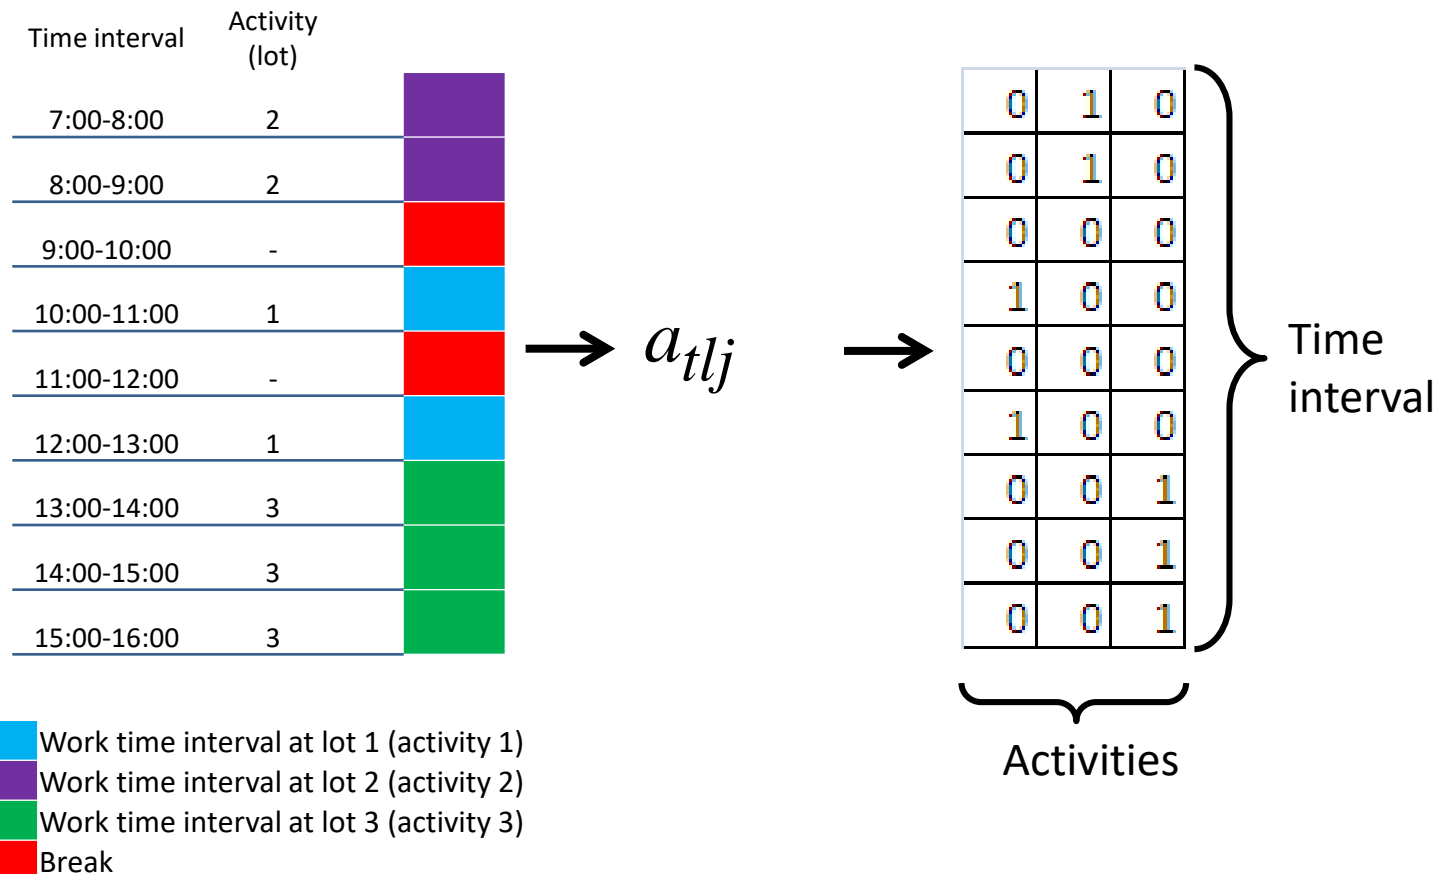 Time interval Activity (lot)
7:00-8:00 2
8:00-9:00 2
9:00-10:00 -
10:00-11:00 1
11:00-12:00 -
12:00-13:00 1
13:00-14:00 3
14:00-15:00 3
15:00-16:00 3
a_{tlj}
0 1 0
0 1 0
0 0 0
1 0 0
0 0 0
1 0 0
0 0 1
0 0 1
0 0 1
Time
interval
Activities
Work time interval at lot 1 (activity 1)
Work time interval at lot 2 (activity 2)
Work time interval at lot 3 (activity 3)
Break